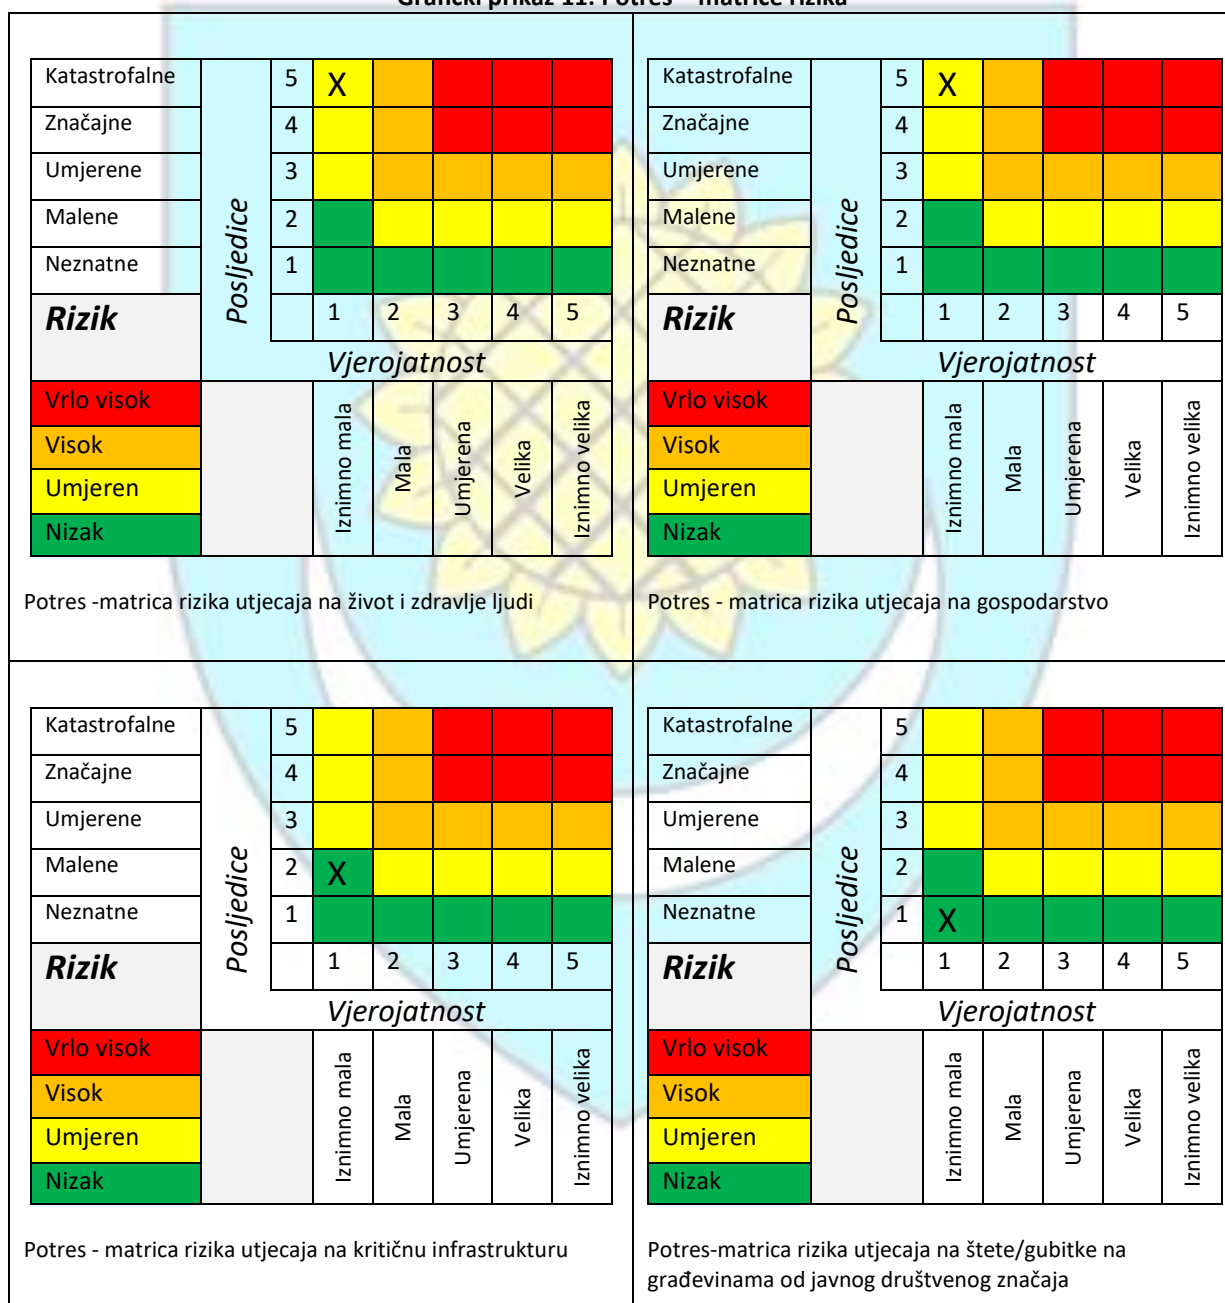 Grafički prikaz 11: Potres – matrice rizika
Katastrofalne 5 X
Značajne 4
Umjerene 3
Malene 2
Neznatne 1
Posljedice
Rizik 1 2 3 4 5
Vjerojatnost
Vrlo visok
Visok
Umjeren
Nizak
Iznimno mala
Mala
Umjerena
Velika
Iznimno velika
Potres -matrica rizika utjecaja na život i zdravlje ljudi
Katastrofalne 5 X
Značajne 4
Umjerene 3
Malene 2
Neznatne 1
Posljedice
Rizik 1 2 3 4 5
Vjerojatnost
Vrlo visok
Visok
Umjeren
Nizak
Iznimno mala
Mala
Umjerena
Velika
Iznimno velika
Potres - matrica rizika utjecaja na gospodarstvo
Katastrofalne 5
Značajne 4
Umjerene 3
Malene 2 X
Neznatne 1
Posljedice
Rizik 1 2 3 4 5
Vjerojatnost
Vrlo visok
Visok
Umjeren
Nizak
Iznimno mala
Mala
Umjerena
Velika
Iznimno velika
Potres - matrica rizika utjecaja na kritičnu infrastrukturu
Katastrofalne 5
Značajne 4
Umjerene 3
Malene 2
Neznatne 1 X
Posljedice
Rizik 1 2 3 4 5
Vjerojatnost
Vrlo visok
Visok
Umjeren
Nizak
Iznimno mala
Mala
Umjerena
Velika
Iznimno velika
Potres-matrica rizika utjecaja na štete/gubitke na
građevinama od javnog društvenog značaja